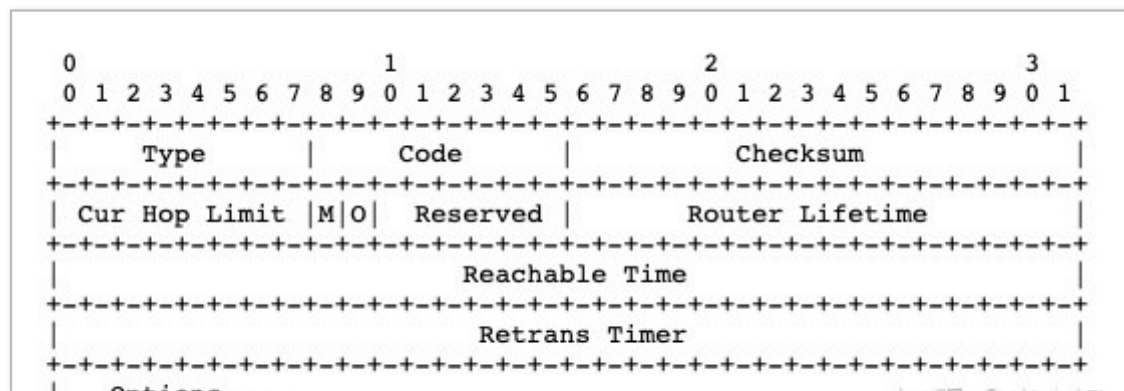 0                   1                   2                   3
0 1 2 3 4 5 6 7 8 9 0 1 2 3 4 5 6 7 8 9 0 1 2 3 4 5 6 7 8 9 0 1
+-+-+-+-+-+-+-+-+-+-+-+-+-+-+-+-+-+-+-+-+-+-+-+-+-+-+-+-+-+-+-+-+
|     Type      |     Code      |          Checksum             |
+-+-+-+-+-+-+-+-+-+-+-+-+-+-+-+-+-+-+-+-+-+-+-+-+-+-+-+-+-+-+-+-+
| Cur Hop Limit |M|O|  Reserved |       Router Lifetime         |
+-+-+-+-+-+-+-+-+-+-+-+-+-+-+-+-+-+-+-+-+-+-+-+-+-+-+-+-+-+-+-+-+
|                         Reachable Time                        |
+-+-+-+-+-+-+-+-+-+-+-+-+-+-+-+-+-+-+-+-+-+-+-+-+-+-+-+-+-+-+-+-+
|                          Retrans Timer                        |
+-+-+-+-+-+-+-+-+-+-+-+-+-+-+-+-+-+-+-+-+-+-+-+-+-+-+-+-+-+-+-+-+
|   Options